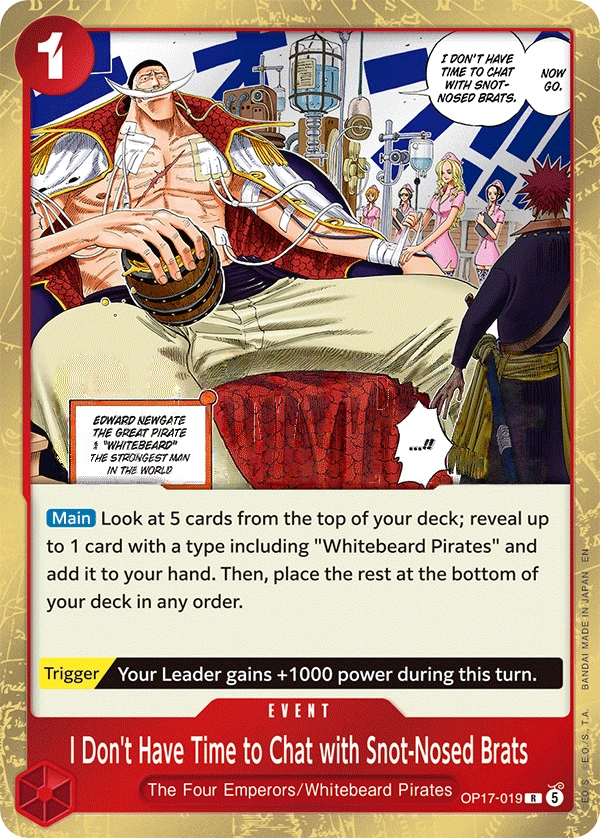 1
I DON'T HAVE
TIME TO CHAT
WITH SNOT-
NOSED BRATS.
NOW
GO.
EDWARD NEWGATE
THE GREAT PIRATE
"WHITEBEARD"
THE STRONGEST MAN
IN THE WORLD
...!!
Main Look at 5 cards from the top of your deck; reveal up
to 1 card with a type including "Whitebeard Pirates" and
add it to your hand. Then, place the rest at the bottom of
your deck in any order.
Trigger Your Leader gains +1000 power during this turn.
EVENT
I Don't Have Time to Chat with Snot-Nosed Brats
The Four Emperors/Whitebeard Pirates
OP17-019 R 5
©E.O./S. T.A. BANDAI MADE IN JAPAN EN